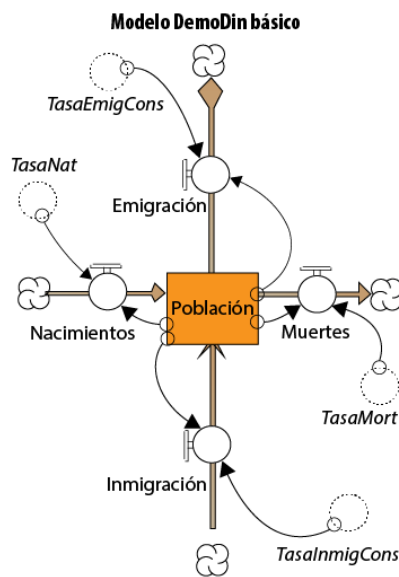 Modelo DemoDin básico
TasaEmigCons
TasaNat
Emigración
Población
Nacimientos
Muertes
TasaMort
Inmigración
TasaInmigCons